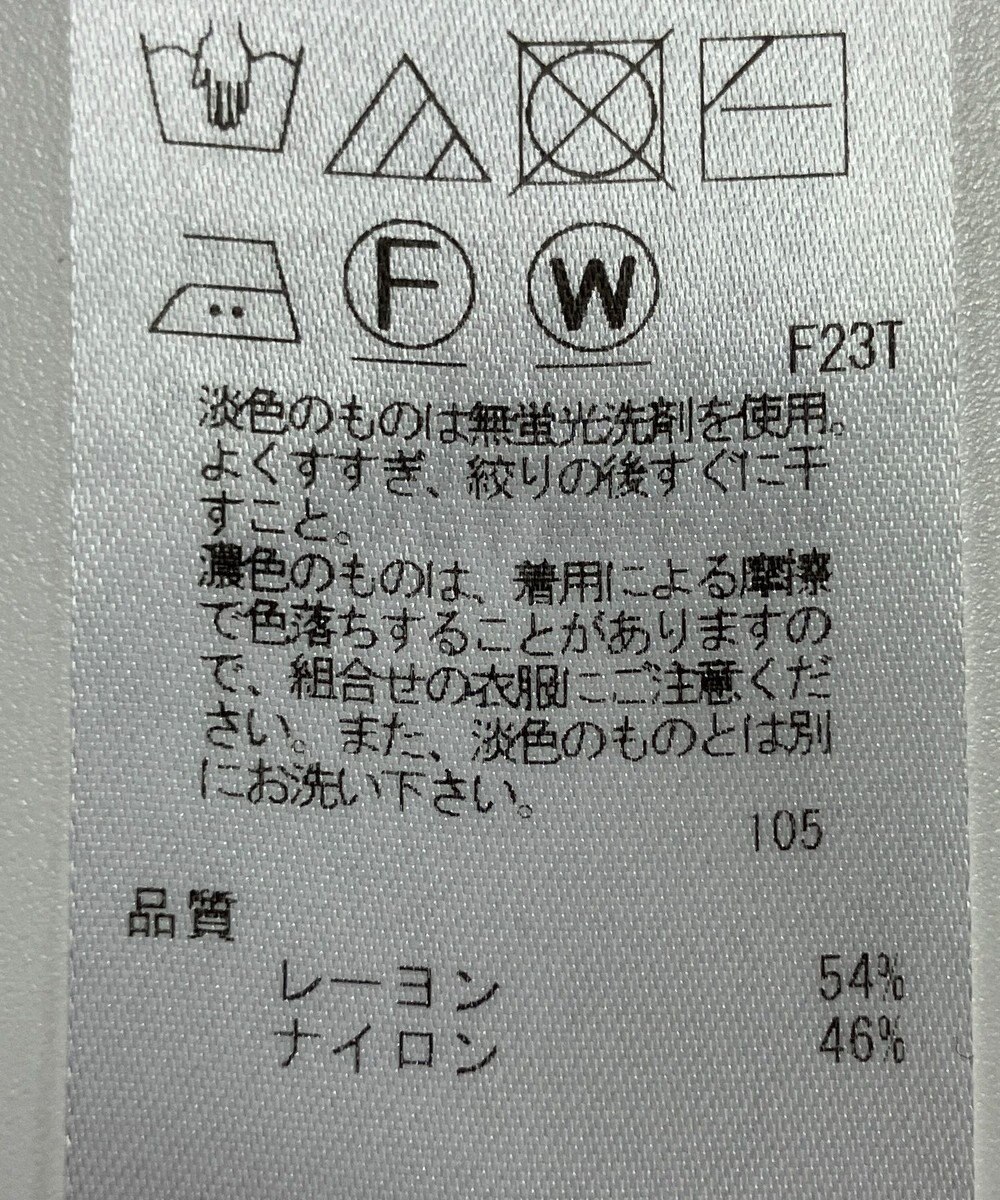 F W
F23T
淡色のものは無蛍光洗剤を使用。
よくすすぎ、絞りの後すぐに干
すこと。
濃色のものは、着用による摩擦
で色落ちすることがありますの
で、組合せの衣服にご注意くだ
さい。また、淡色のものとは別
にお洗い下さい。
105
品質
レーヨン 54%
ナイロン 46%